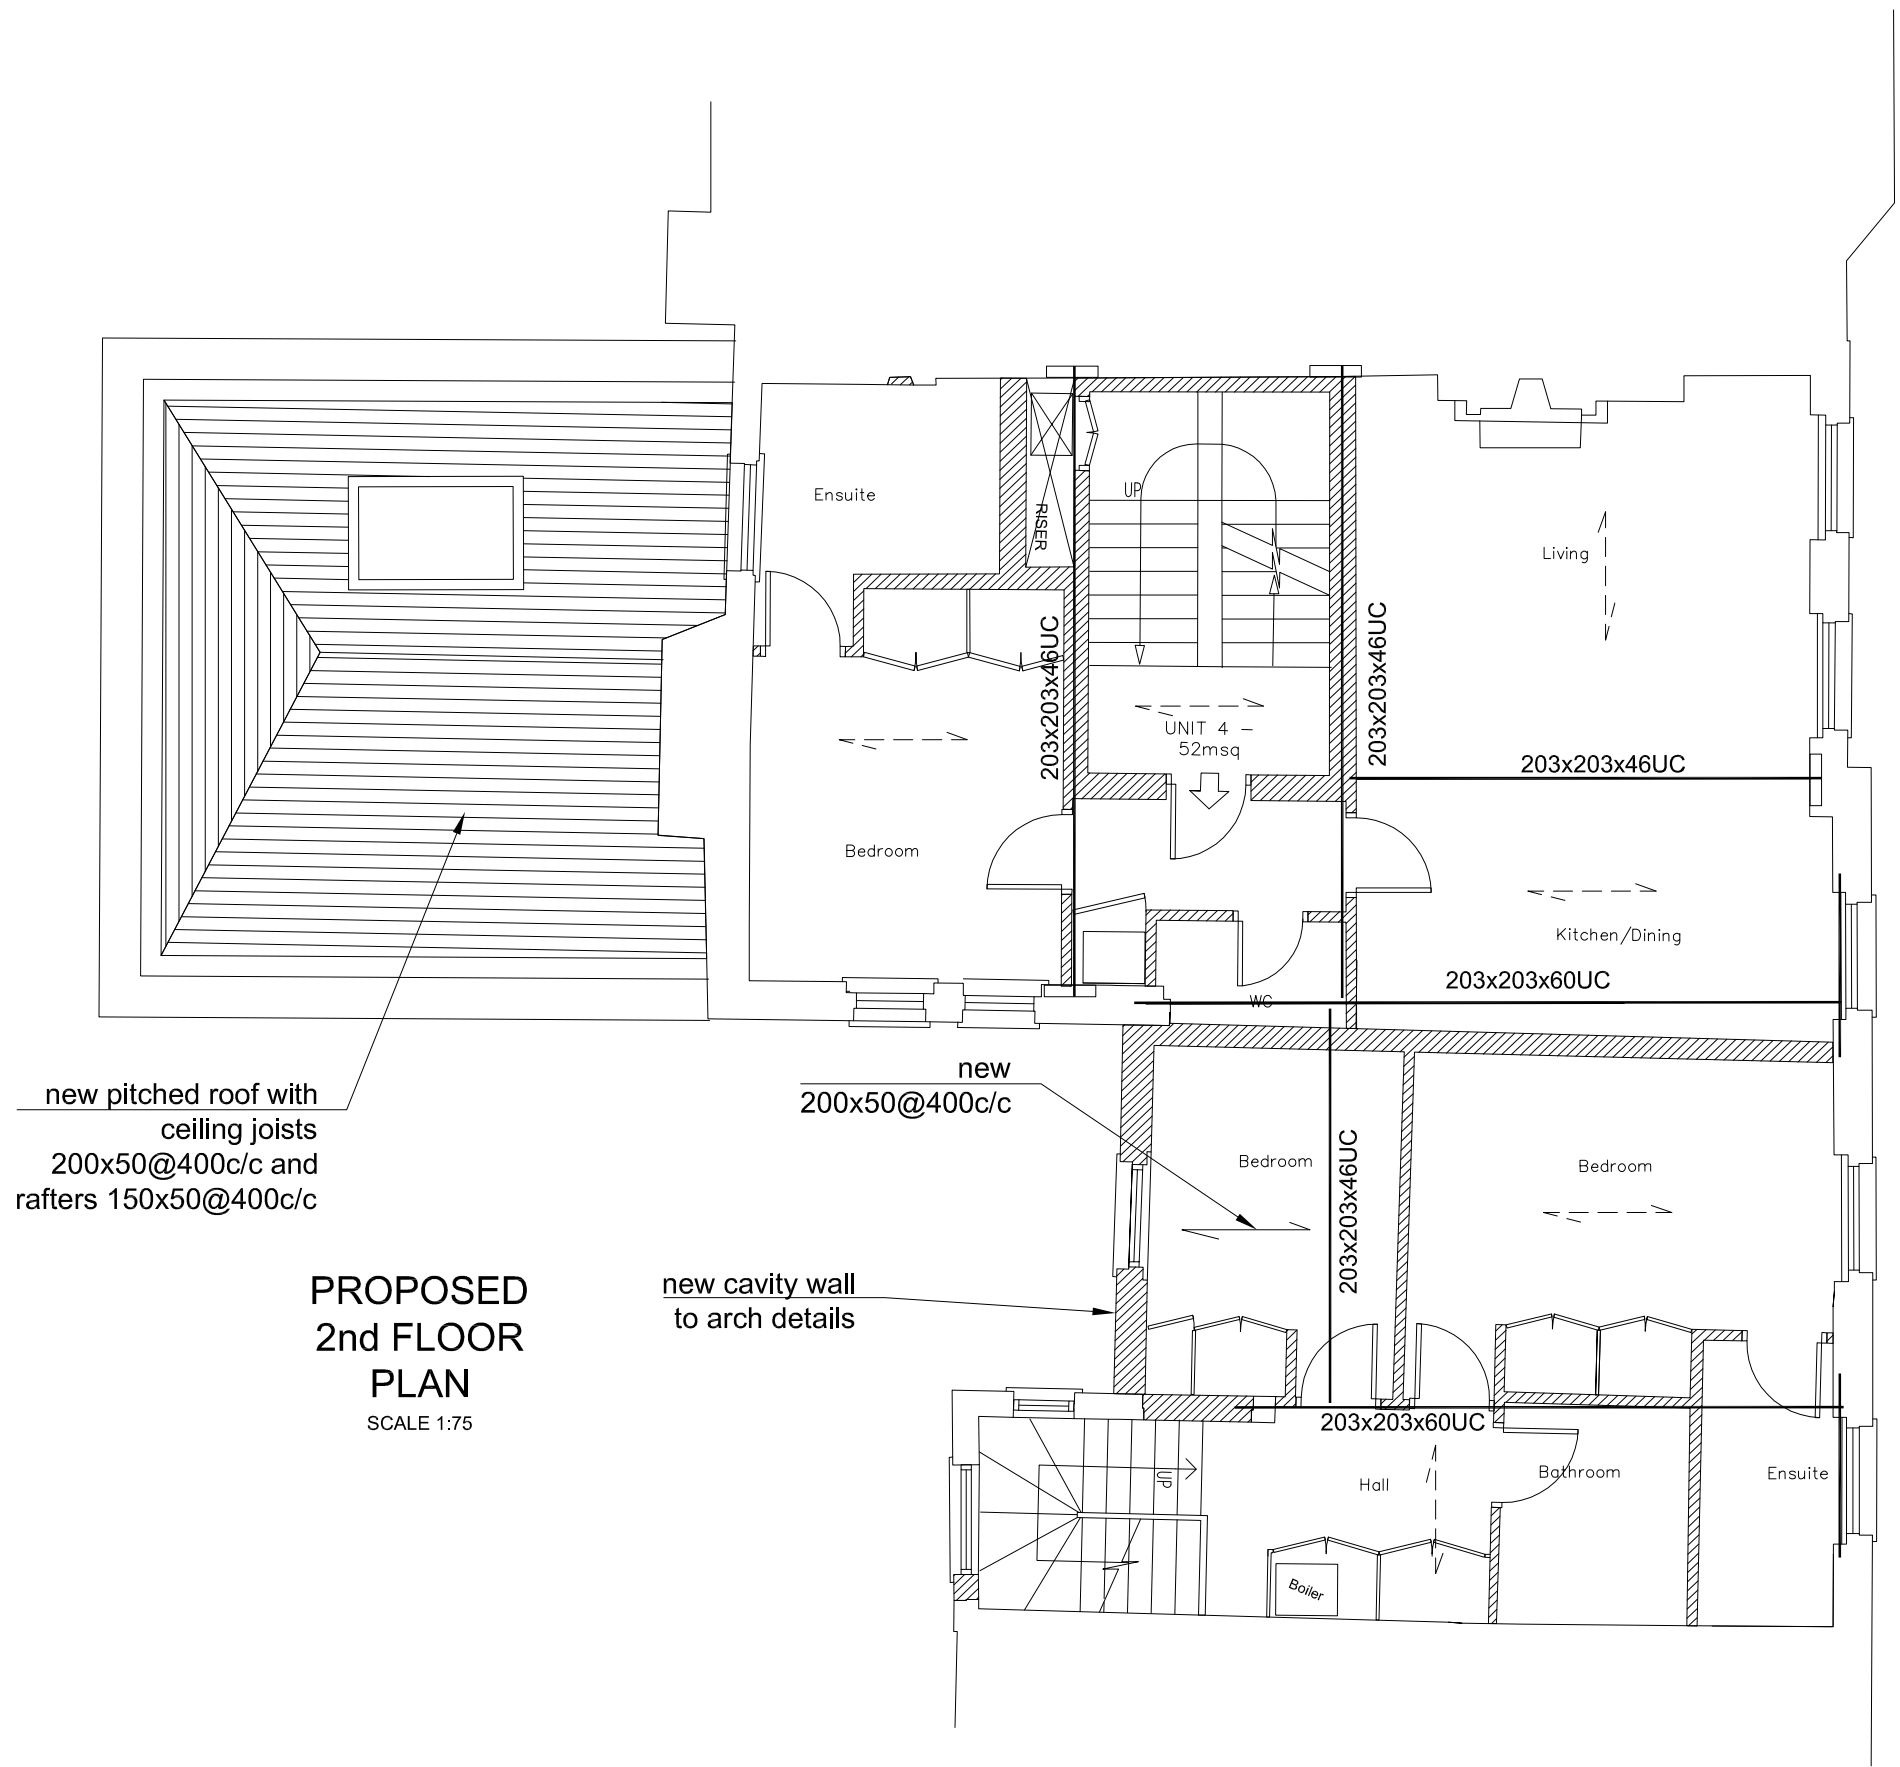 Ensuite
RISER
UP
Living
203x203x46UC
203x203x46UC
UNIT 4 -
52msq
203x203x46UC
Bedroom
Kitchen/Dining
203x203x60UC
WC
new
200x50@400c/c
new pitched roof with
ceiling joists
200x50@400c/c and
rafters 150x50@400c/c
Bedroom
203x203x46UC
Bedroom
new cavity wall
to arch details
PROPOSED
2nd FLOOR
PLAN
SCALE 1:75
203x203x60UC
UP
Hall
Bathroom
Ensuite
Boiler